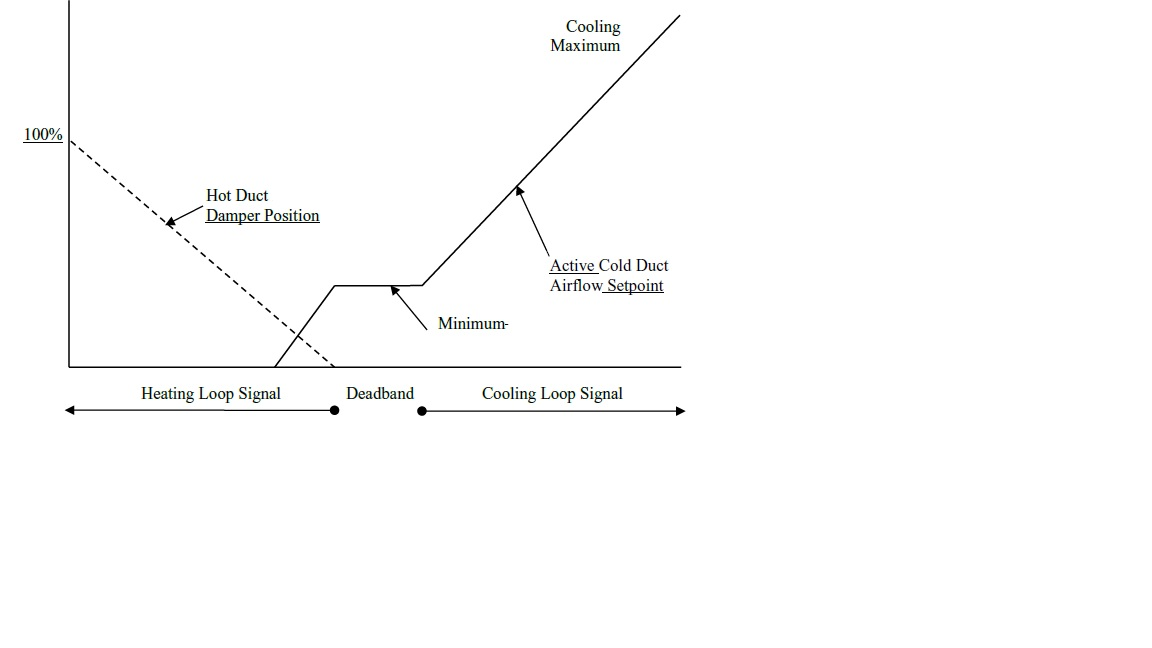 Cooling
Maximum
100%
Hot Duct
Damper Position
Active Cold Duct
Airflow Setpoint
Minimum-
Heating Loop Signal
Deadband
Cooling Loop Signal